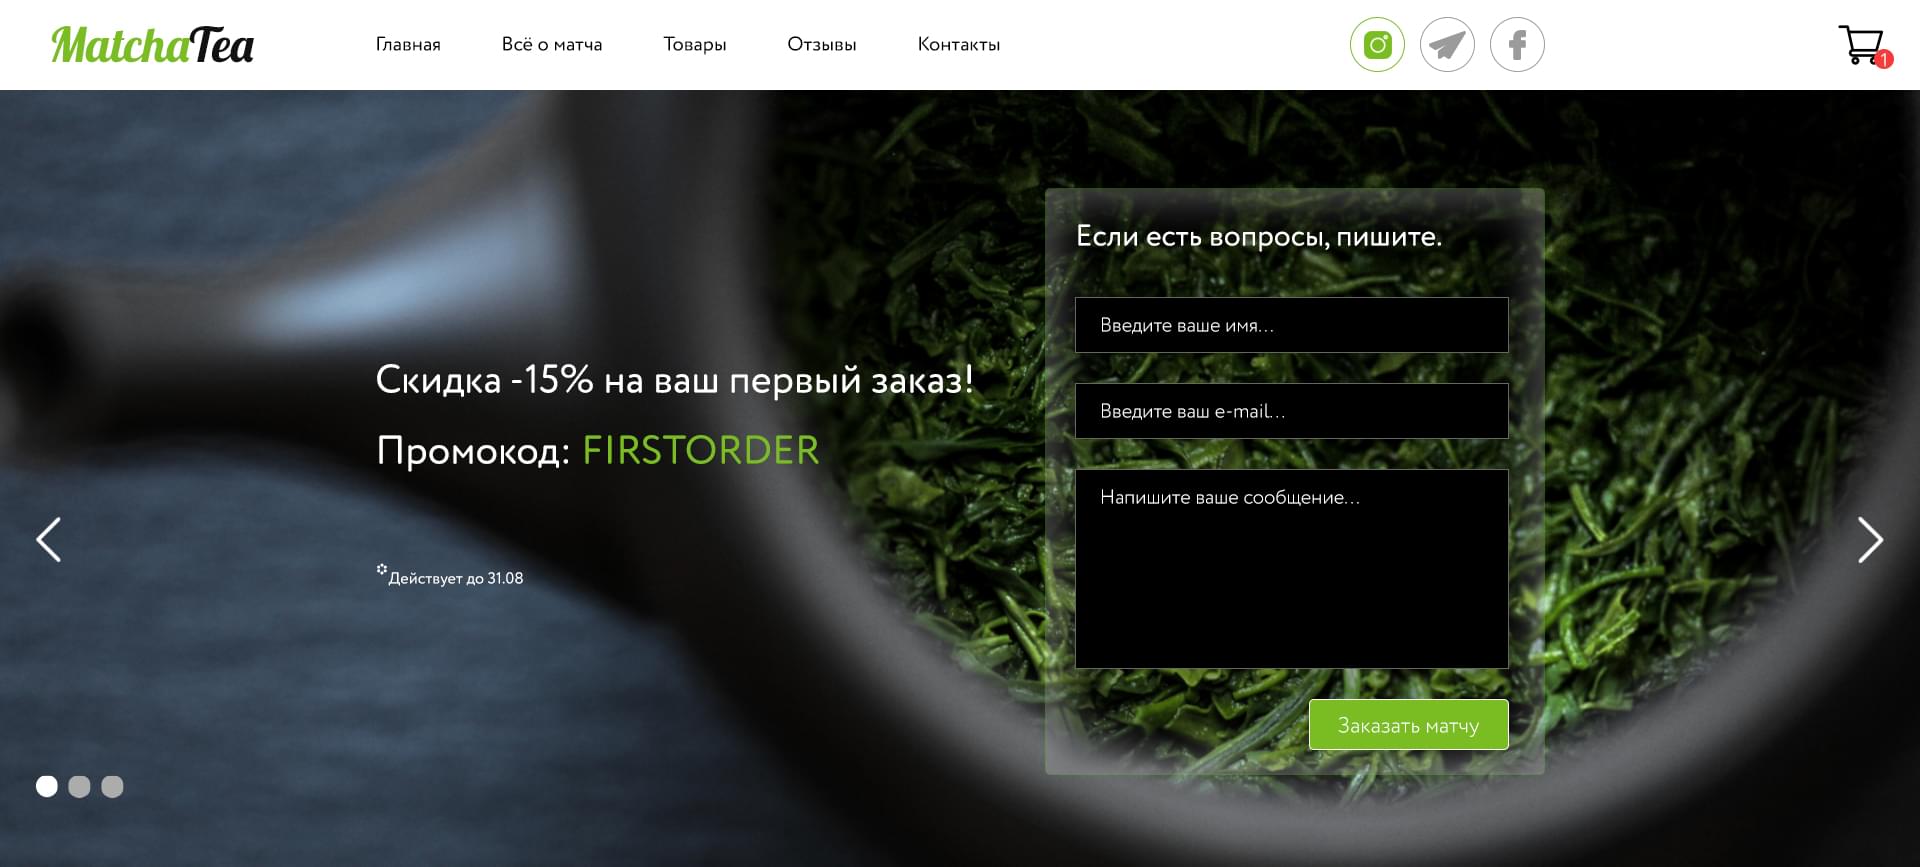 MatchaTea
Главная
Всё о матча
Товары
Отзывы
Контакты
1
Если есть вопросы, пишите.
Введите ваше имя...
Введите ваш e-mail...
Напишите ваше сообщение...
Заказать матчу
Скидка -15% на ваш первый заказ!
Промокод: FIRSTORDER
*Действует до 31.08